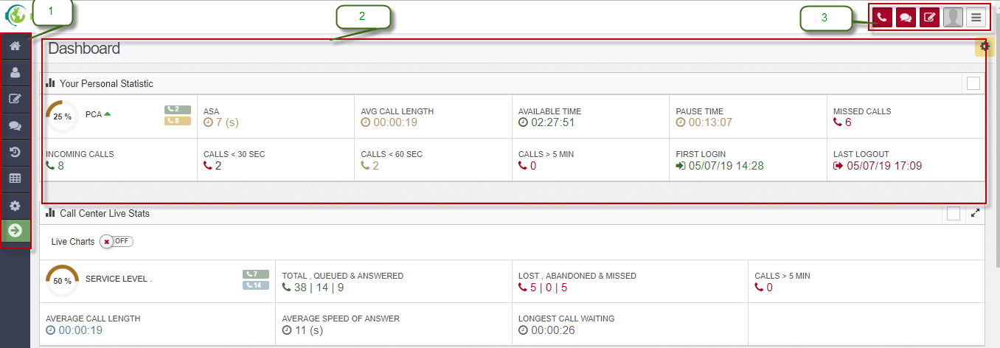 1
2
3
Dashboard
Your Personal Statistic
25 %
PCA
2
8
ASA
7 (s)
AVG CALL LENGTH
00:00:19
AVAILABLE TIME
02:27:51
PAUSE TIME
00:13:07
MISSED CALLS
6
INCOMING CALLS
8
CALLS < 30 SEC
2
CALLS < 60 SEC
2
CALLS > 5 MIN
0
FIRST LOGIN
05/07/19 14:28
LAST LOGOUT
05/07/19 17:09
Call Center Live Stats
Live Charts
OFF
50 %
SERVICE LEVEL .
7
14
TOTAL , QUEUED & ANSWERED
38 | 14 | 9
LOST , ABANDONED & MISSED
5 | 0 | 5
CALLS > 5 MIN
0
AVERAGE CALL LENGTH
00:00:19
AVERAGE SPEED OF ANSWER
11 (s)
LONGEST CALL WAITING
00:00:26